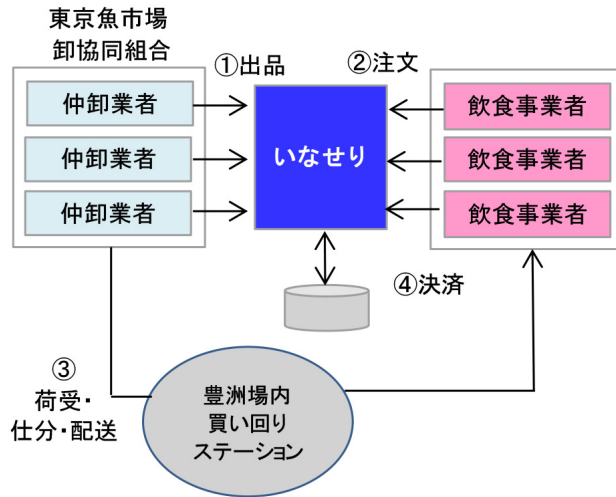 東京魚市場
卸協同組合
①出品
②注文
仲卸業者
仲卸業者
仲卸業者
いなせり
飲食事業者
飲食事業者
飲食事業者
④決済
③
荷受・
仕分・配送
豊洲場内
買い回り
ステーション